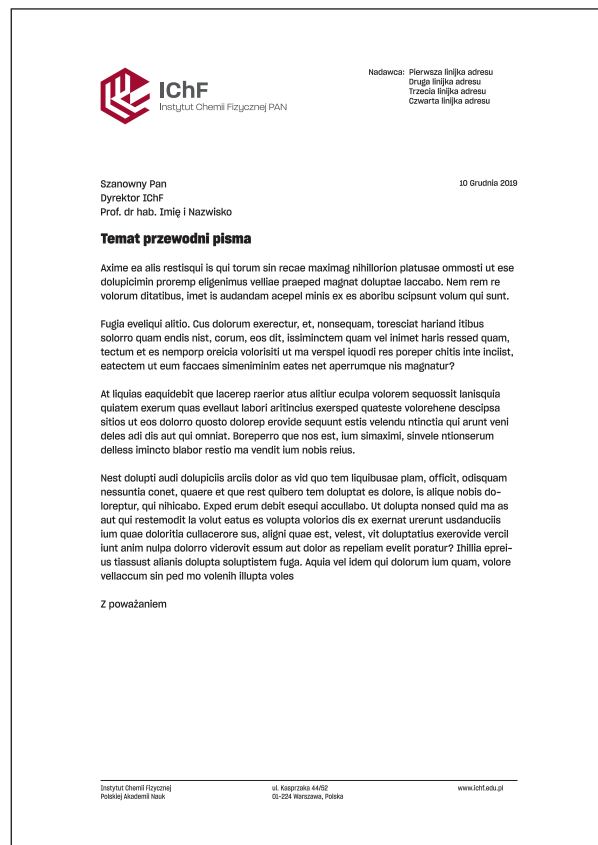 IChF
Instytut Chemii Fizycznej PAN
Nadawca: Pierwsza linijka adresu
Druga linijka adresu
Trzecia linijka adresu
Czwarta linijka adresu
Szanowny Pan
10 Grudnia 2019
Dyrektor IChF
Prof. dr hab. Imię i Nazwisko
Temat przewodni pisma
Axime ea alis restisqui is qui torum sin recae maximag nihillorion platusae ommosti ut ese
dolupicimin proremp eligenimus velliae praeped magnat doluptae laccabo. Nem rem re
volorum ditatibus, imet is audandam acepel minis ex es aboribu scipsunt volum qui sunt.
Fugia eveliqui alitio. Cus dolorum exerectur, et, nonsequam, toresciat hariand itibus
solorro quam endis nist, corum, eos dit, issiminctem quam vel inimet haris ressed quam,
tectum et es nemporp oreicia volorisiti ut ma verspel iquodi res poreper chitis inte inciist,
eatectem ut eum faccaes simeniminim eates net aperrumque nis magnatur?
At liquias eaquidebit que lacerep raerior atus alitiur eculpa volorem sequossit lanisquia
quiatem exerum quas evellaut labori aritincius exersped quateste volorehene descipsa
sitios ut eos dolorro quosto dolorep erovide sequunt estis velendu ntinctia qui arunt veni
deles adi dis aut qui omniat. Boreperro que nos est, ium simaximi, sinvele ntionserum
delless imincto blabor restio ma vendit ium nobis reius.
Nest dolupti audi dolupiciis arciis dolor as vid quo tem liquibusae plam, officit, odisquam
nessuntia conet, quaere et que rest quibero tem doluptat es dolore, is alique nobis do-
loreptur, qui nihicabo. Exped erum debit esequi accullabo. Ut dolupta nonsed quid ma as
aut qui restemodit la volut eatus es volupta volorios dis ex exernat urerunt usdanduciis
ium quae doloritia cullacerore sus, aligni quae est, velest, vit doluptatius exerovide vercil
iunt anim nulpa dolorro viderovit essum aut dolor as repeliam evelit poratur? Ihillia eprei-
us tiassust alianis dolupta soluptistem fuga. Aquia vel idem qui dolorum ium quam, volore
vellaccum sin ped mo volenih illupta voles
Z poważaniem
Instytut Chemii Fizycznej
Polskiej Akademii Nauk
ul. Kasprzaka 44/52
01-224 Warszawa, Polska
www.ichf.edu.pl